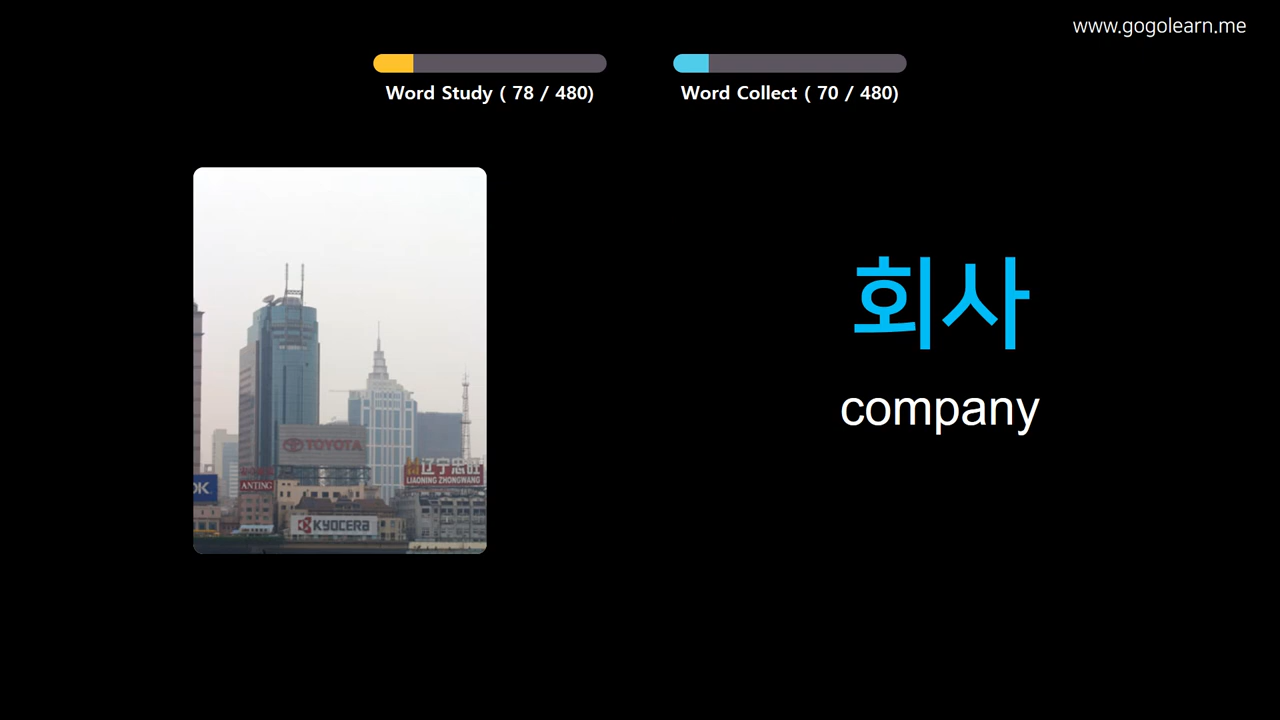 www.gogolearn.me
Word Study ( 78 / 480)
Word Collect ( 70 / 480)
회사
company
TOYOTA
辽宁忠旺
LIAONING ZHONGWANG
OK
ANTING
KYOCERA